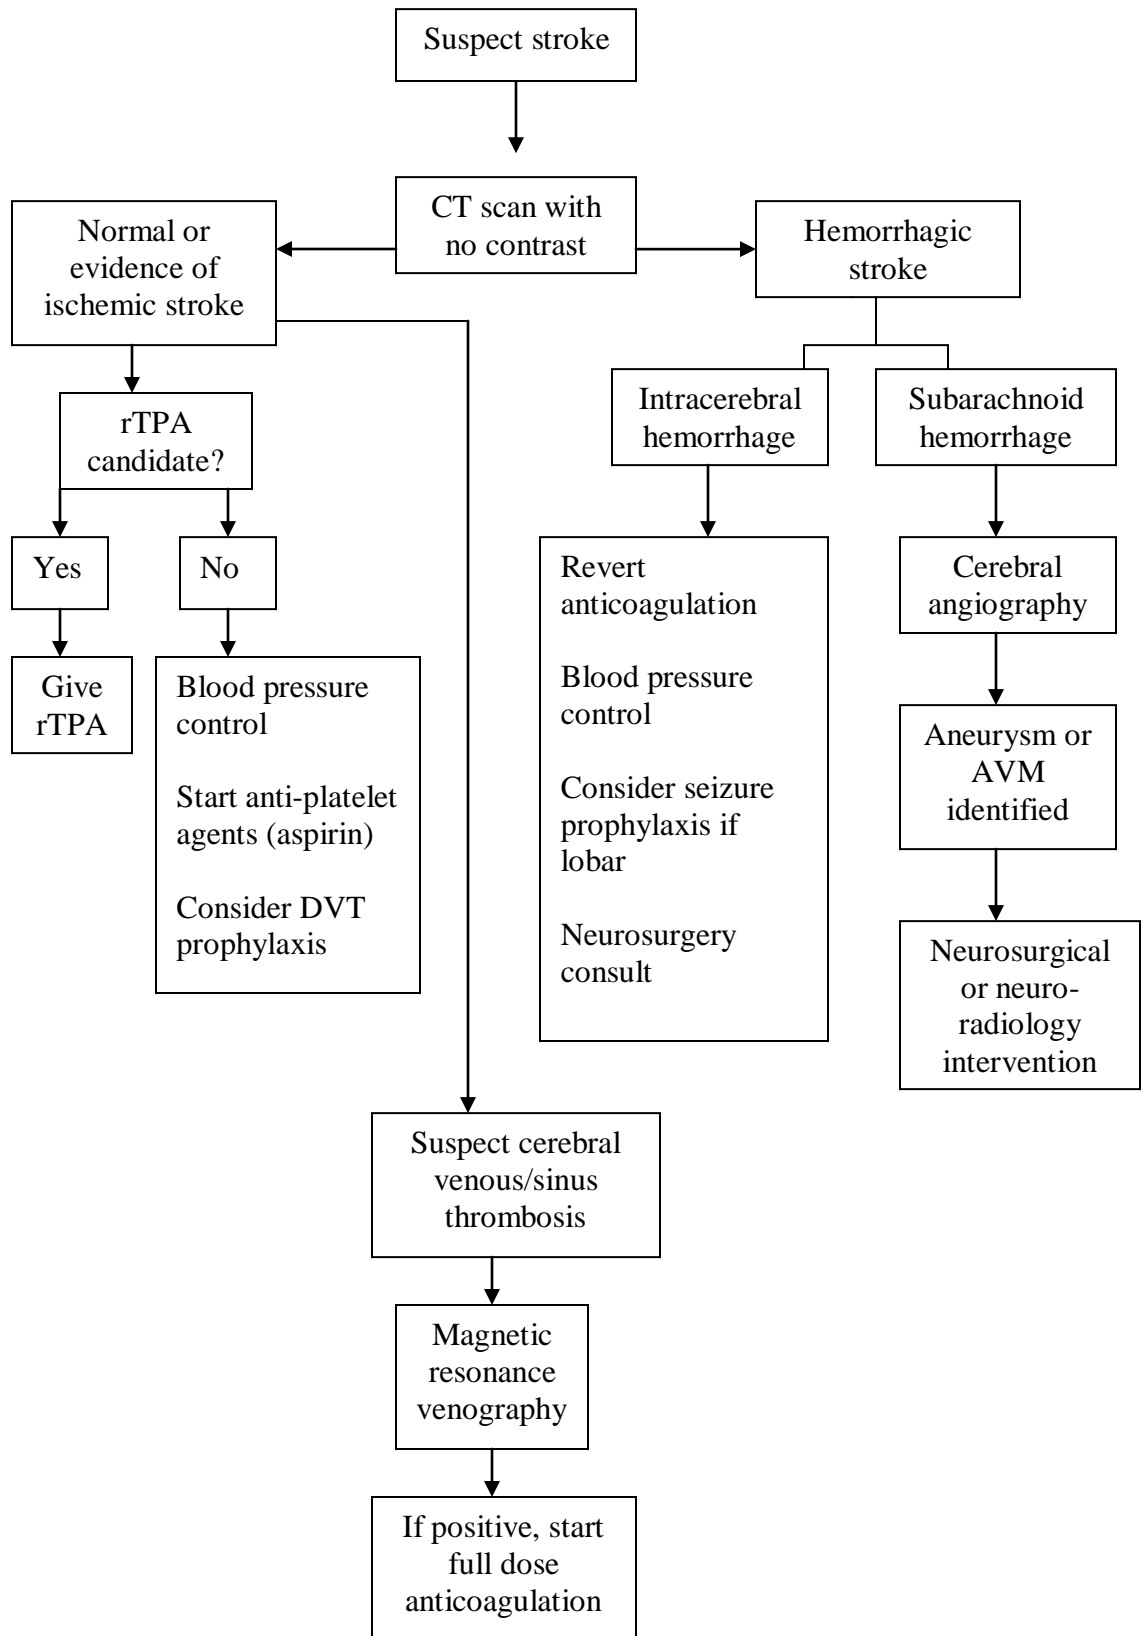 Suspect stroke
CT scan with
no contrast
Normal or
evidence of
ischemic stroke
Hemorrhagic
stroke
rTPA
candidate?
Yes
No
Give
rTPA
Blood pressure
control
Start anti-platelet
agents (aspirin)
Consider DVT
prophylaxis
Intracerebral
hemorrhage
Subarachnoid
hemorrhage
Revert
anticoagulation
Blood pressure
control
Consider seizure
prophylaxis if
lobar
Neurosurgery
consult
Cerebral
angiography
Aneurysm or
AVM
identified
Neurosurgical
or neuro-
radiology
intervention
Suspect cerebral
venous/sinus
thrombosis
Magnetic
resonance
venography
If positive, start
full dose
anticoagulation